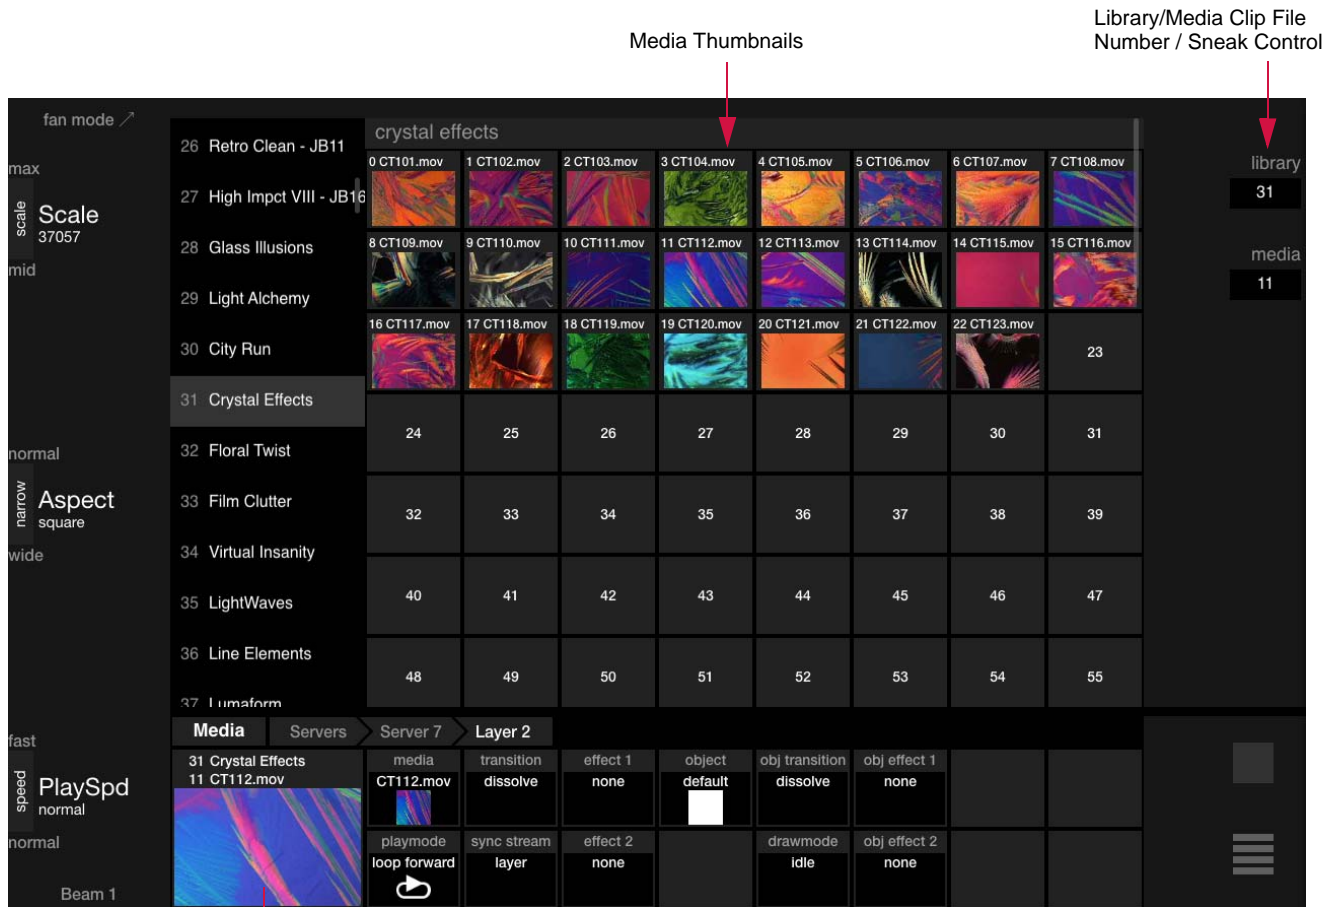 Library/Media Clip File
Number / Sneak Control
Media Thumbnails
fan mode
max
scale
Scale
37057
mid
normal
narrow
Aspect
square
wide
fast
speed
PlaySpd
normal
normal
Beam 1
26 Retro Clean - JB11
27 High Impct VIII - JB16
28 Glass Illusions
29 Light Alchemy
30 City Run
31 Crystal Effects
32 Floral Twist
33 Film Clutter
34 Virtual Insanity
35 LightWaves
36 Line Elements
37 Lumaform
crystal effects
0 CT101.mov 1 CT102.mov 2 CT103.mov 3 CT104.mov 4 CT105.mov 5 CT106.mov 6 CT107.mov 7 CT108.mov
8 CT109.mov 9 CT110.mov 10 CT111.mov 11 CT112.mov 12 CT113.mov 13 CT114.mov 14 CT115.mov 15 CT116.mov
16 CT117.mov 17 CT118.mov 18 CT119.mov 19 CT120.mov 20 CT121.mov 21 CT122.mov 22 CT123.mov 23
24 25 26 27 28 29 30 31
32 33 34 35 36 37 38 39
40 41 42 43 44 45 46 47
48 49 50 51 52 53 54 55
library
31
media
11
Media Servers Server 7 Layer 2
31 Crystal Effects
11 CT112.mov
media transition effect 1 object obj transition obj effect 1
CT112.mov dissolve none default dissolve none
playmode sync stream effect 2 drawmode obj effect 2
loop forward layer none idle none